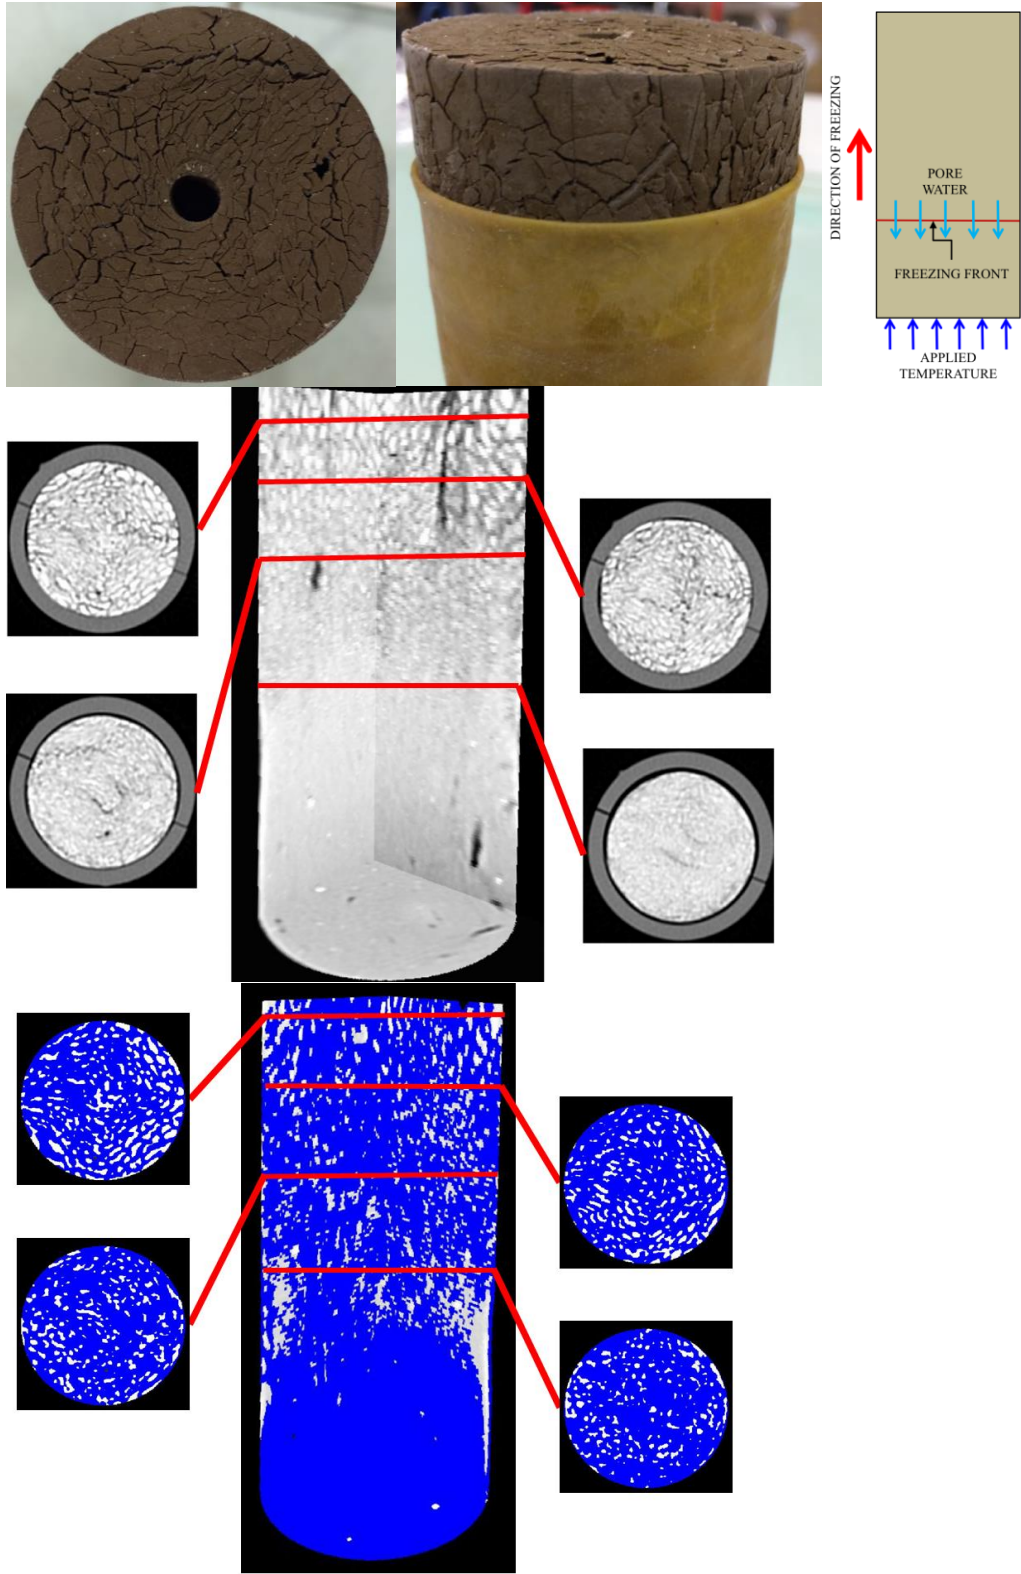 DIRECTION OF FREEZING
PORE
WATER
FREEZING FRONT
APPLIED
TEMPERATURE